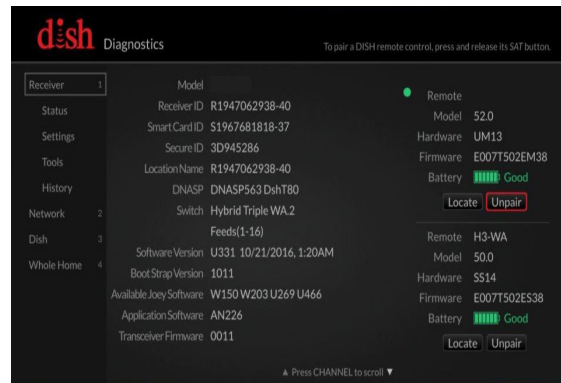 dish Diagnostics
To pair a DISH remote control, press and release its SAT button.
Receiver 1
Status
Settings
Tools
History
Network 2
Dish 3
Whole Home 4
Model
Receiver ID R1947062938-40
Smart Card ID S1967681818-37
Secure ID 3D945286
Location Name R1947062938-40
DNASP DNASP563 DshT80
Switch Hybrid Triple WA.2
Feeds(1-16)
Software Version U331 10/21/2016, 1:20AM
Boot Strap Version 1011
Available Joey Software W150 W203 U269 U466
Application Software AN226
Transceiver Firmware 0011
Remote
Model 52.0
Hardware UM13
Firmware E007T502EM38
Battery Good
Locate Unpair
Remote H3-WA
Model 50.0
Hardware SS14
Firmware E007T502ES38
Battery Good
Locate Unpair
▲ Press CHANNEL to scroll ▼